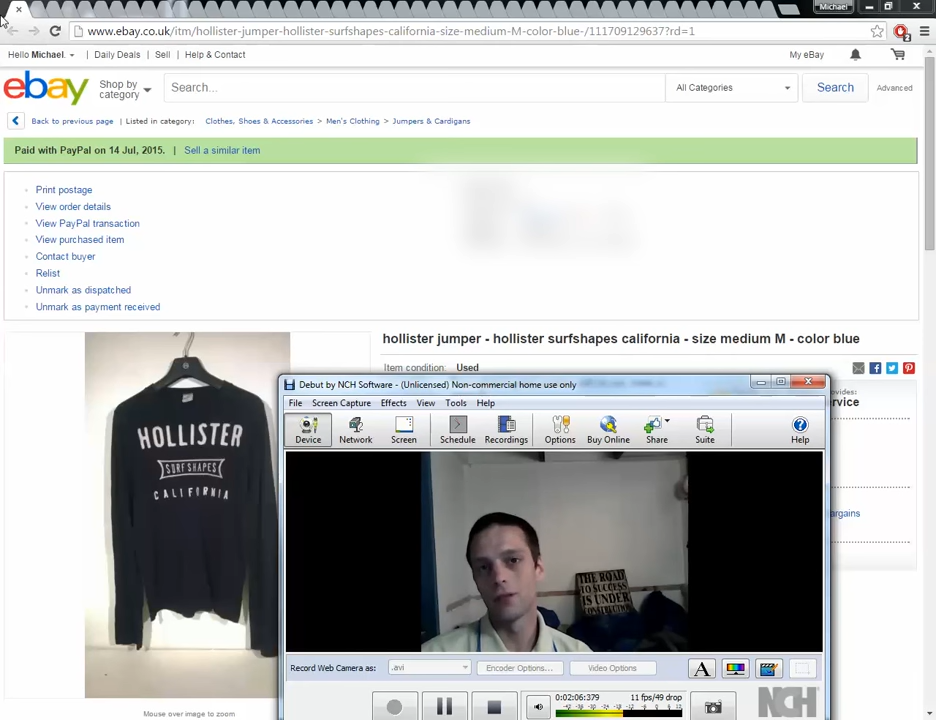 Michael
www.ebay.co.uk/itm/hollister-jumper-hollister-surfshapes-california-size-medium-M-color-blue-/111709129637?rd=1
Hello Michael. Daily Deals Sell Help & Contact My eBay
ebay Shop by category Search... All Categories Search Advanced
Back to previous page | Listed in category: Clothes, Shoes & Accessories > Men's Clothing > Jumpers & Cardigans
Paid with PayPal on 14 Jul, 2015. | Sell a similar item
Print postage
View order details
View PayPal transaction
View purchased item
Contact buyer
Relist
Unmark as dispatched
Unmark as payment received
hollister jumper - hollister surfshapes california - size medium M - color blue
Item condition: Used
Debut by NCH Software - (Unlicensed) Non-commercial home use only
File Screen Capture Effects View Tools Help
Device Network Screen Schedule Recordings Options Buy Online Share Suite Help
HOLLISTER
SURF SHAPES
CALIFORNIA
THE ROAD
TO SUCCESS
IS UNDER
CONSTRUCTION
Record Web Camera as: .avi Encoder Options... Video Options A
0:02:06.379 11 fps/49 drop
-42 -36 -30 -24 -18 -12 -6 0
NCH
Mouse over image to zoom